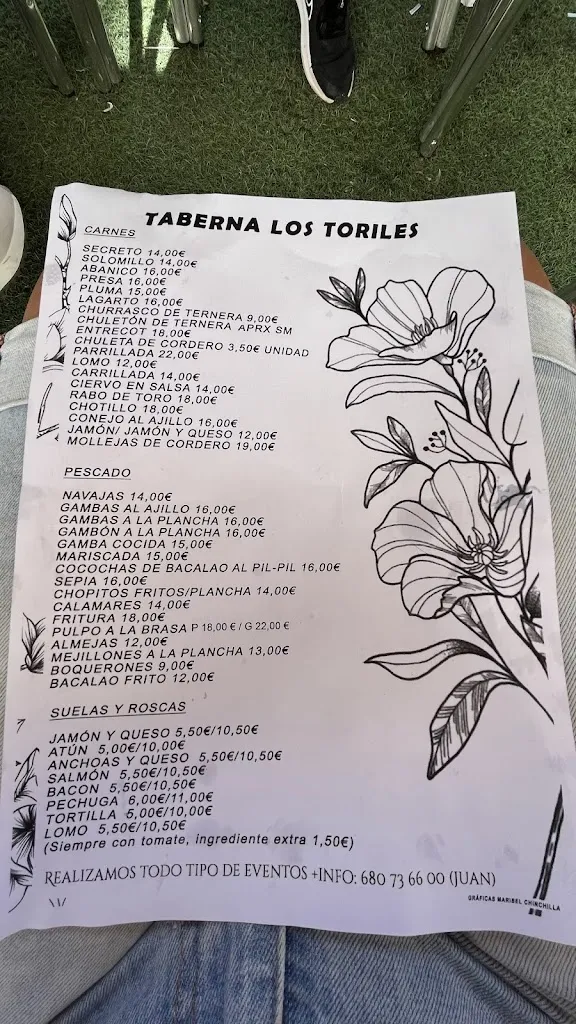 TABERNA LOS TORILES
CARNES
SECRETO 14,00€
SOLOMILLO 14,00€
ABANICO 16,00€
PRESA 16,00€
PLUMA 15,00€
LAGARTO 16,00€
CHURRASCO DE TERNERA 9,00€
CHULETÓN DE TERNERA APRX SM
ENTRECOT 18,00€
CHULETA DE CORDERO 3,50€ UNIDAD
PARRILLADA 22,00€
LOMO 12,00€
CARRILLADA 14,00€
CIERVO EN SALSA 14,00€
RABO DE TORO 18,00€
CHOTILLO 18,00€
CONEJO AL AJILLO 16,00€
JAMÓN/ JAMÓN Y QUESO 12,00€
MOLLEJAS DE CORDERO 19,00€
PESCADO
NAVAJAS 14,00€
GAMBAS AL AJILLO 16,00€
GAMBAS A LA PLANCHA 16,00€
GAMBÓN A LA PLANCHA 16,00€
GAMBA COCIDA 15,00€
MARISCADA 15,00€
COCOCHAS DE BACALAO AL PIL-PIL 16,00€
SEPIA 16,00€
CHOPITOS FRITOS/PLANCHA 14,00€
CALAMARES 14,00€
FRITURA 18,00€
PULPO A LA BRASA P 18,00 € / G 22,00 €
ALMEJAS 12,00€
MEJILLONES A LA PLANCHA 13,00€
BOQUERONES 9,00€
BACALAO FRITO 12,00€
SUELAS Y ROSCAS
JAMÓN Y QUESO 5,50€/10,50€
ATÚN 5,00€/10,00€
ANCHOAS Y QUESO 5,50€/10,50€
SALMÓN 5,50€/10,50€
BACON 5,50€/10,50€
PECHUGA 6,00€/11,00€
TORTILLA 5,00€/10,00€
LOMO 5,50€/10,50€
(Siempre con tomate, ingrediente extra 1,50€)
REALIZAMOS TODO TIPO DE EVENTOS +INFO: 680 73 66 00 (JUAN)
GRÁFICAS MARIBEL CHINCHILLA